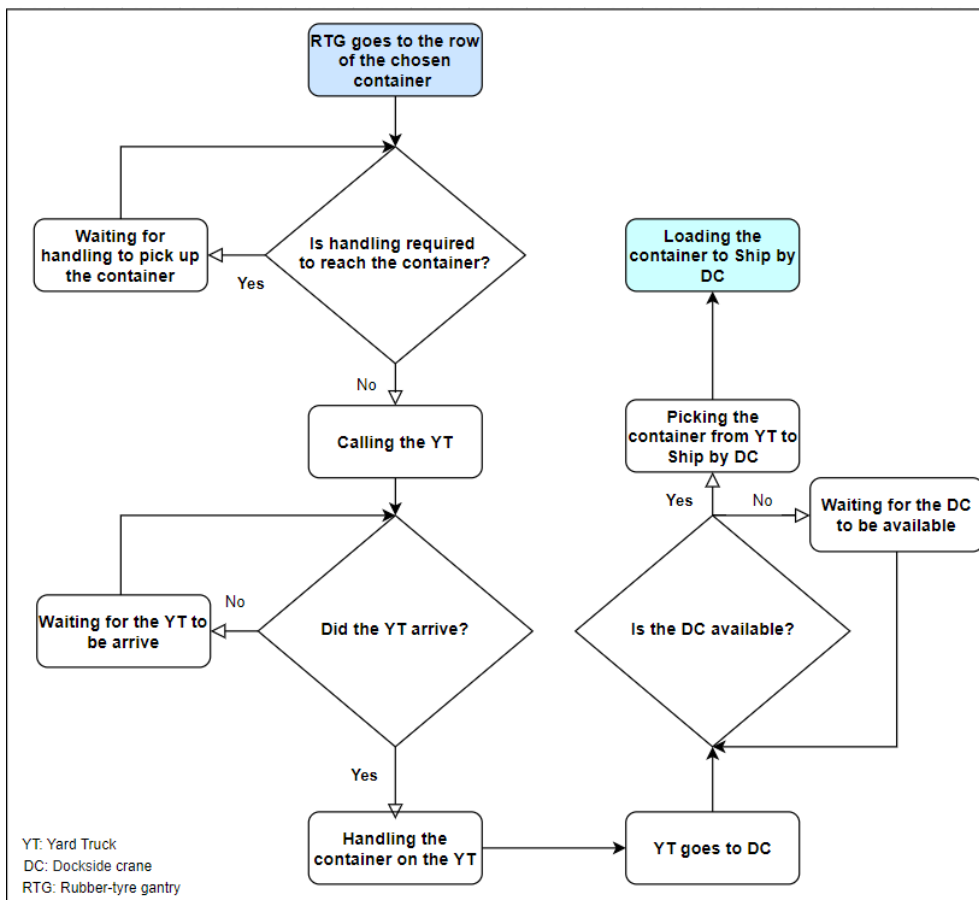 RTG goes to the row
of the chosen
container
Is handling required
to reach the container?
Waiting for
handling to pick up
the container
Yes
No
Calling the YT
Did the YT arrive?
No
Waiting for the YT to
be arrive
Yes
Handling the
container on the YT
YT goes to DC
Is the DC available?
No
Waiting for the DC
to be available
Yes
Picking the
container from YT to
Ship by DC
Loading the
container to Ship by
DC
YT: Yard Truck
DC: Dockside crane
RTG: Rubber-tyre gantry